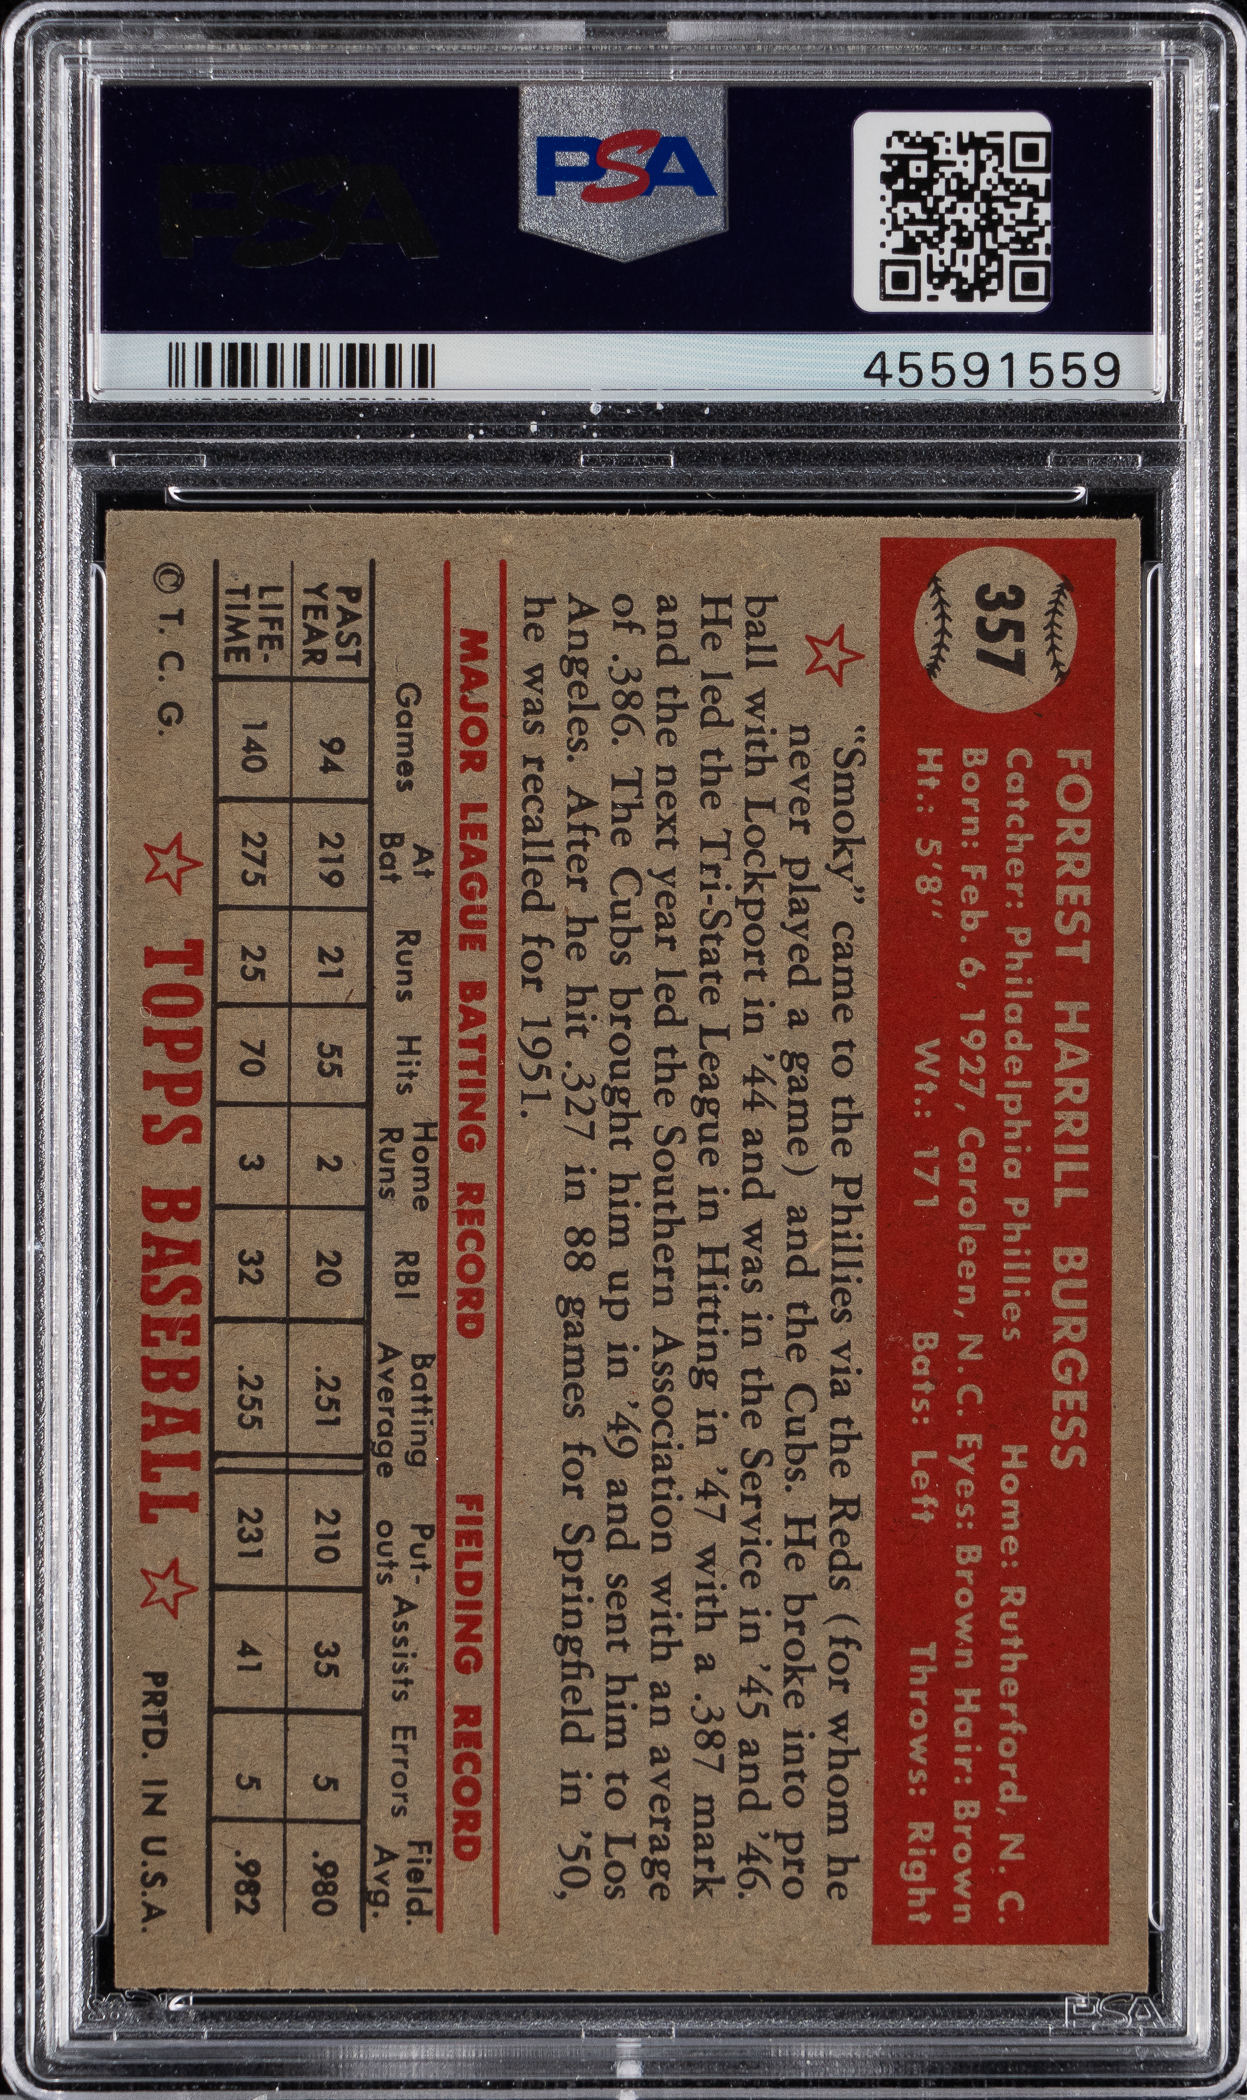 PSA
PSA
45591559
357
FORREST HARRILL BURGESS
Catcher: Philadelphia Phillies Home: Rutherford, N. C.
Born: Feb. 6, 1927, Caroleen, N. C. Eyes: Brown Hair: Brown
Ht.: 5'8" Wt.: 171 Bats: Left Throws: Right
"Smoky" came to the Phillies via the Reds (for whom he
never played a game) and the Cubs. He broke into pro
ball with Lockport in '44 and was in the Service in '45 and '46.
He led the Tri-State League in Hitting in '47 with a .387 mark
and the next year led the Southern Association with an average
of .386. The Cubs brought him up in '49 and sent him to Los
Angeles. After he hit .327 in 88 games for Springfield in '50,
he was recalled for 1951.
MAJOR LEAGUE BATTING RECORD FIELDING RECORD
Games At Bat Runs Hits Home Runs RBI Batting Average Put-outs Assists Errors Field. Avg.
PAST YEAR 94 219 21 55 2 20 .251 210 35 5 .980
LIFE-TIME 140 275 25 70 3 32 .255 231 41 5 .982
© T. C. G. TOPPS BASEBALL PRTD. IN U.S.A.
PSA